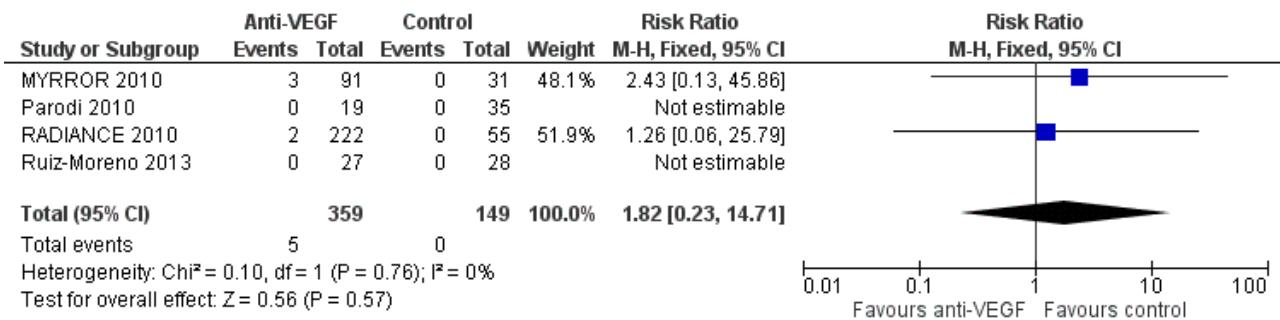 Anti-VEGF Control Risk Ratio Risk Ratio
Study or Subgroup Events Total Events Total Weight M-H, Fixed, 95% CI M-H, Fixed, 95% CI
MYRROR 2010 3 91 0 31 48.1% 2.43 [0.13, 45.86]
Parodi 2010 0 19 0 35 Not estimable
RADIANCE 2010 2 222 0 55 51.9% 1.26 [0.06, 25.79]
Ruiz-Moreno 2013 0 27 0 28 Not estimable
Total (95% CI) 359 149 100.0% 1.82 [0.23, 14.71]
Total events 5 0
Heterogeneity: Chi² = 0.10, df = 1 (P = 0.76); I² = 0%
Test for overall effect: Z = 0.56 (P = 0.57)
0.01 0.1 1 10 100
Favours anti-VEGF Favours control